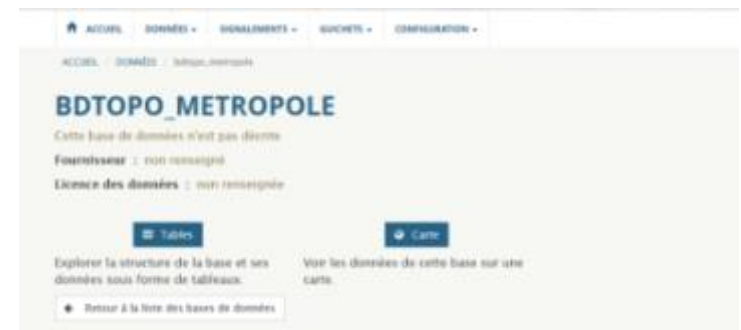 ACCUEIL DONNÉES SIGNALEMENTS GUICHETS CONFIGURATION
ACCUEIL / DONNÉES / bdtopo_metropole
BDTOPO_METROPOLE
Cette base de données n'est pas décrite
Fournisseur : non renseigné
Licence des données : non renseignée
Tables
Carte
Explorer la structure de la base et ses
données sous forme de tableaux.
Voir les données de cette base sur une
carte.
Retour à la liste des bases de données